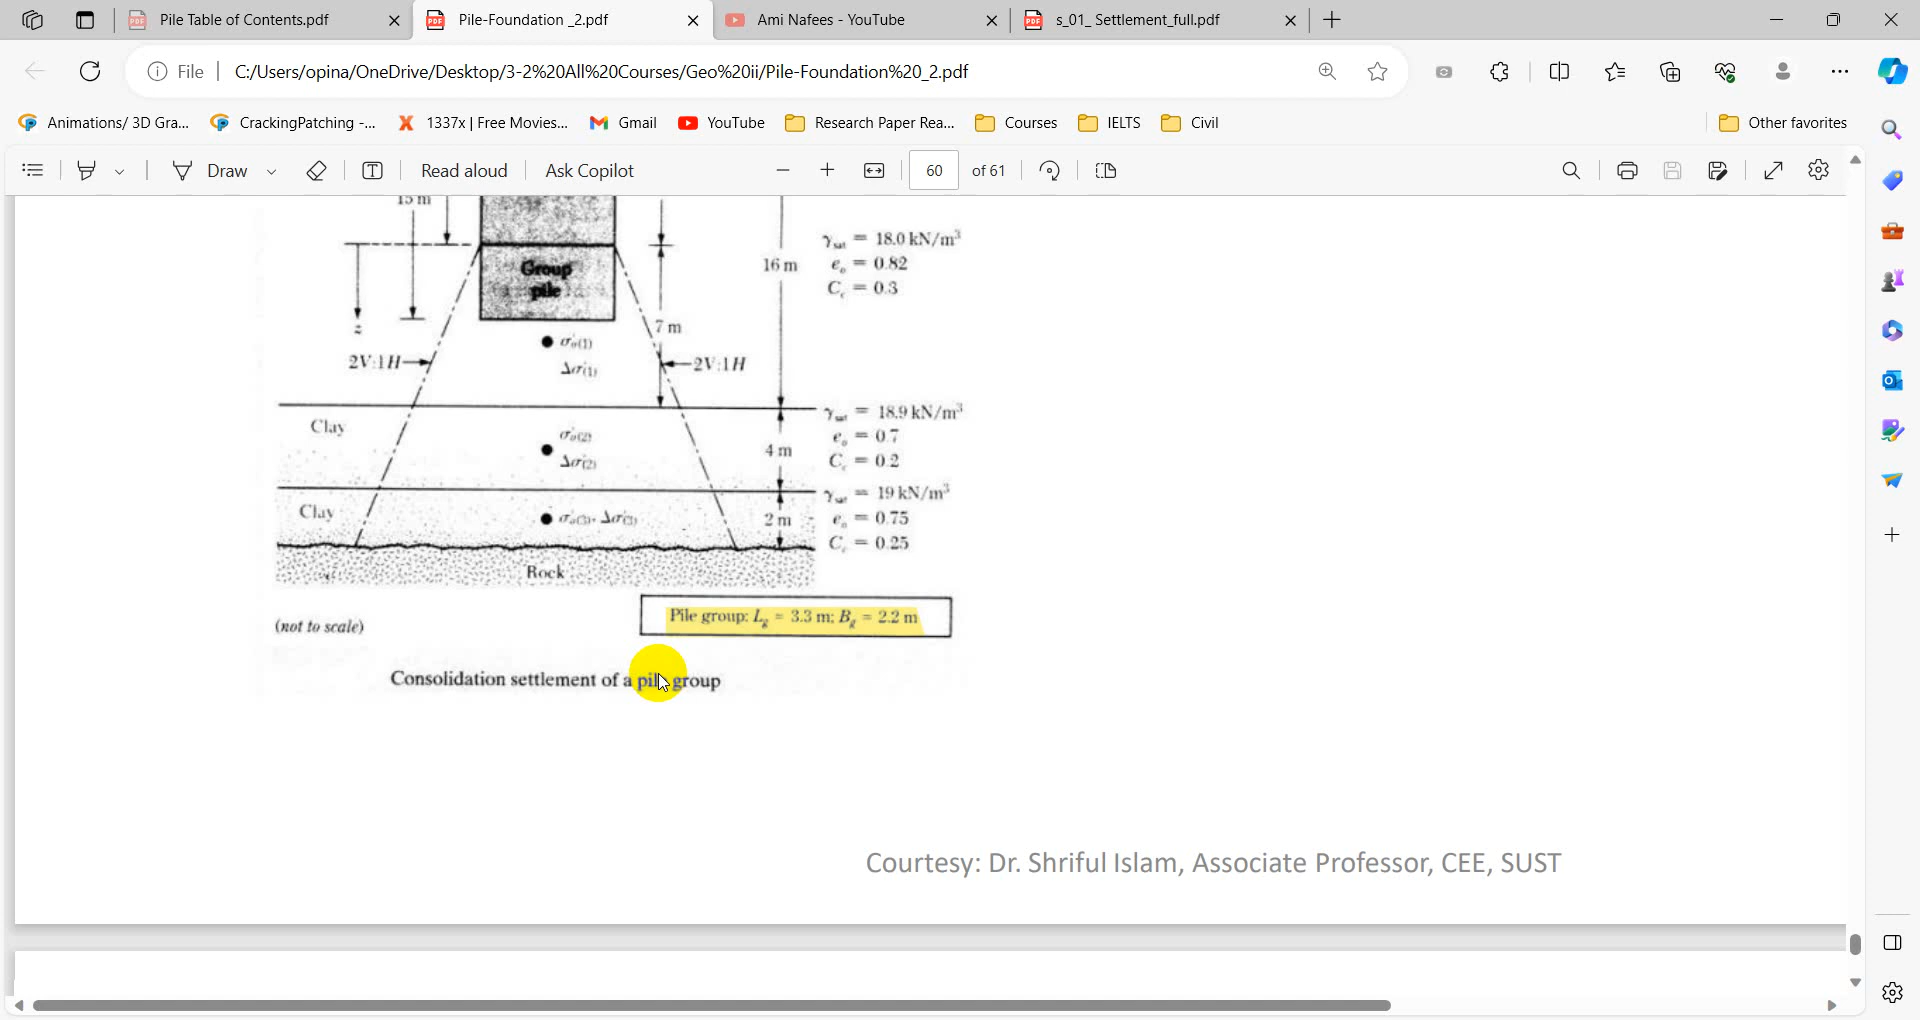 Pile Table of Contents.pdf
Pile-Foundation _2.pdf
Ami Nafees - YouTube
s_01_ Settlement_full.pdf
File
C:/Users/opina/OneDrive/Desktop/3-2%20All%20Courses/Geo%20ii/Pile-Foundation%20_2.pdf
Animations/ 3D Gra...
CrackingPatching -...
1337x | Free Movies...
Gmail
YouTube
Research Paper Rea...
Courses
IELTS
Civil
Other favorites
Draw
Read aloud
Ask Copilot
60
of 61
15 m
γsat = 18.0 kN/m³
16 m
eo = 0.82
Cc = 0.3
Group
pile
z
7 m
σ'o(1)
Δσ'(1)
2V:1H
2V:1H
Clay
γsat = 18.9 kN/m³
σ'o(2)
eo = 0.7
4 m
Δσ'(2)
Cc = 0.2
γsat = 19 kN/m³
Clay
σ'o(3), Δσ'(3)
2 m
eo = 0.75
Cc = 0.25
Rock
Pile group: Lg = 3.3 m; Bg = 2.2 m
(not to scale)
Consolidation settlement of a pile group
Courtesy: Dr. Shriful Islam, Associate Professor, CEE, SUST